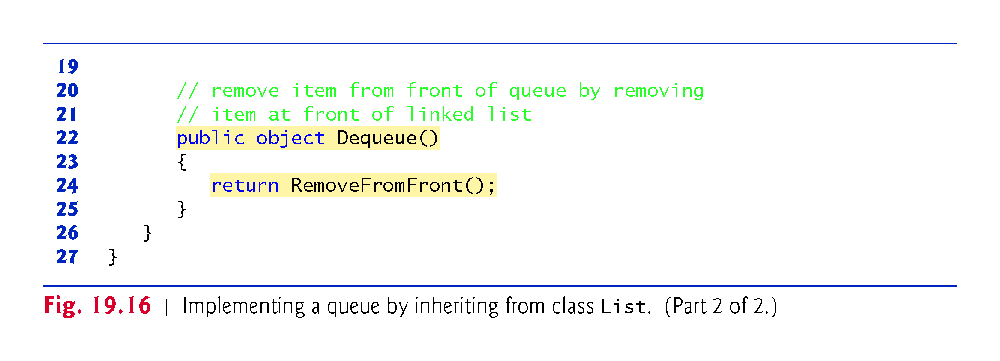 19
20 // remove item from front of queue by removing
21 // item at front of linked list
22 public object Dequeue()
23 {
24 return RemoveFromFront();
25 }
26 }
27 }
Fig. 19.16 | Implementing a queue by inheriting from class List. (Part 2 of 2.)